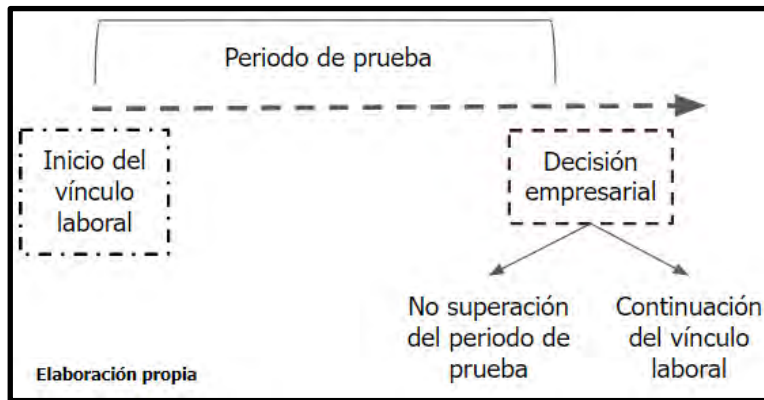 Periodo de prueba
Inicio del
vínculo
laboral
Decisión
empresarial
No superación
del periodo de
prueba
Continuación
del vínculo
laboral
Elaboración propia